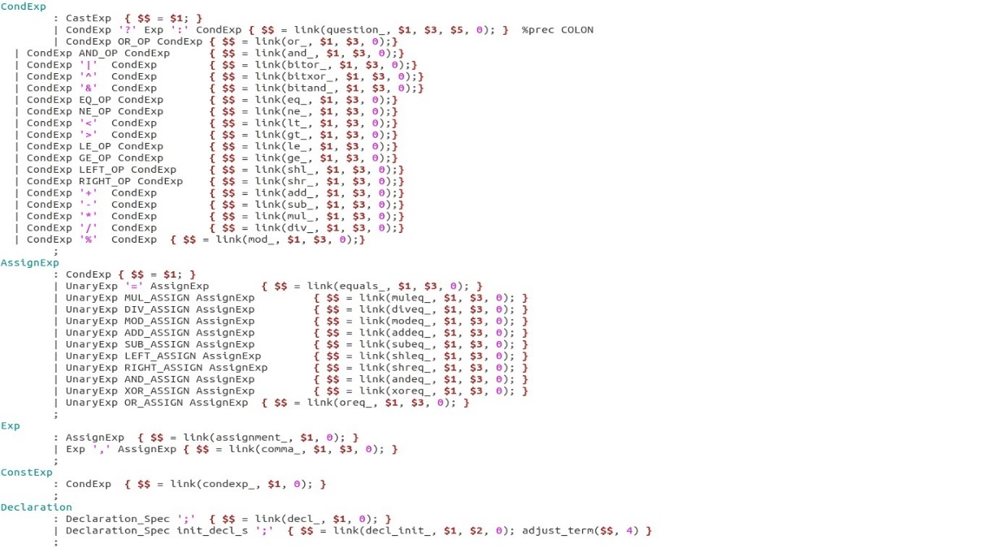 CondExp
        : CastExp  { $$ = $1; }
        | CondExp '?' Exp ':' CondExp { $$ = link(question_, $1, $3, $5, 0); }  %prec COLON
        | CondExp OR_OP CondExp { $$ = link(or_, $1, $3, 0);}
  | CondExp AND_OP CondExp      { $$ = link(and_, $1, $3, 0);}
  | CondExp '|'  CondExp        { $$ = link(bitor_, $1, $3, 0);}
  | CondExp '^'  CondExp        { $$ = link(bitxor_, $1, $3, 0);}
  | CondExp '&'  CondExp        { $$ = link(bitand_, $1, $3, 0);}
  | CondExp EQ_OP CondExp       { $$ = link(eq_, $1, $3, 0);}
  | CondExp NE_OP CondExp       { $$ = link(ne_, $1, $3, 0);}
  | CondExp '<'  CondExp        { $$ = link(lt_, $1, $3, 0);}
  | CondExp '>'  CondExp        { $$ = link(gt_, $1, $3, 0);}
  | CondExp LE_OP CondExp       { $$ = link(le_, $1, $3, 0);}
  | CondExp GE_OP CondExp       { $$ = link(ge_, $1, $3, 0);}
  | CondExp LEFT_OP CondExp     { $$ = link(shl_, $1, $3, 0);}
  | CondExp RIGHT_OP CondExp    { $$ = link(shr_, $1, $3, 0);}
  | CondExp '+'  CondExp        { $$ = link(add_, $1, $3, 0);}
  | CondExp '-'  CondExp        { $$ = link(sub_, $1, $3, 0);}
  | CondExp '*'  CondExp        { $$ = link(mul_, $1, $3, 0);}
  | CondExp '/'  CondExp        { $$ = link(div_, $1, $3, 0);}
  | CondExp '%'  CondExp  { $$ = link(mod_, $1, $3, 0);}
        ;
AssignExp
        : CondExp { $$ = $1; }
        | UnaryExp '=' AssignExp        { $$ = link(equals_, $1, $3, 0); }
        | UnaryExp MUL_ASSIGN AssignExp         { $$ = link(muleq_, $1, $3, 0); }
        | UnaryExp DIV_ASSIGN AssignExp         { $$ = link(diveq_, $1, $3, 0); }
        | UnaryExp MOD_ASSIGN AssignExp         { $$ = link(modeq_, $1, $3, 0); }
        | UnaryExp ADD_ASSIGN AssignExp         { $$ = link(addeq_, $1, $3, 0); }
        | UnaryExp SUB_ASSIGN AssignExp         { $$ = link(subeq_, $1, $3, 0); }
        | UnaryExp LEFT_ASSIGN AssignExp        { $$ = link(shleq_, $1, $3, 0); }
        | UnaryExp RIGHT_ASSIGN AssignExp       { $$ = link(shreq_, $1, $3, 0); }
        | UnaryExp AND_ASSIGN AssignExp         { $$ = link(andeq_, $1, $3, 0); }
        | UnaryExp XOR_ASSIGN AssignExp         { $$ = link(xoreq_, $1, $3, 0); }
        | UnaryExp OR_ASSIGN AssignExp  { $$ = link(oreq_, $1, $3, 0); }
        ;
Exp
        : AssignExp  { $$ = link(assignment_, $1, 0); }
        | Exp ',' AssignExp { $$ = link(comma_, $1, $3, 0); }
        ;
ConstExp
        : CondExp  { $$ = link(condexp_, $1, 0); }
        ;
Declaration
        : Declaration_Spec ';'  { $$ = link(decl_, $1, 0); }
        | Declaration_Spec init_decl_s ';'  { $$ = link(decl_init_, $1, $2, 0); adjust_term($$, 4) }
        ;